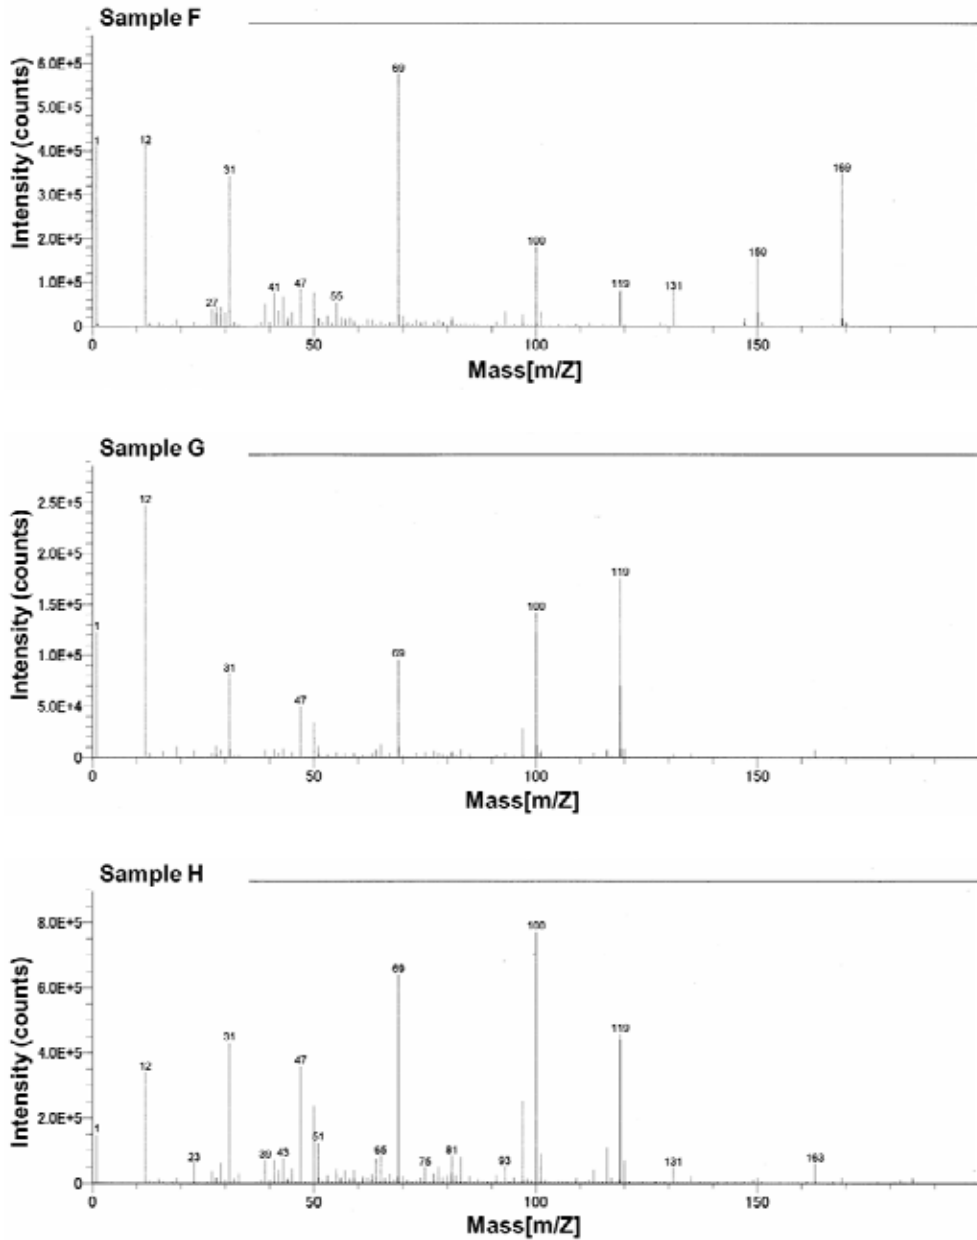 Sample F
Intensity (counts)
6.0E+5
5.0E+5
4.0E+5
3.0E+5
2.0E+5
1.0E+5
0
1 12 27 31 41 47 55 69 100 119 131 150 169
0 50 100 150
Mass[m/Z]
Sample G
Intensity (counts)
2.5E+5
2.0E+5
1.5E+5
1.0E+5
5.0E+4
0
1 12 31 47 69 100 119
0 50 100 150
Mass[m/Z]
Sample H
Intensity (counts)
8.0E+5
6.0E+5
4.0E+5
2.0E+5
0
1 12 23 31 39 43 47 51 65 69 75 81 93 100 119 131 163
0 50 100 150
Mass[m/Z]